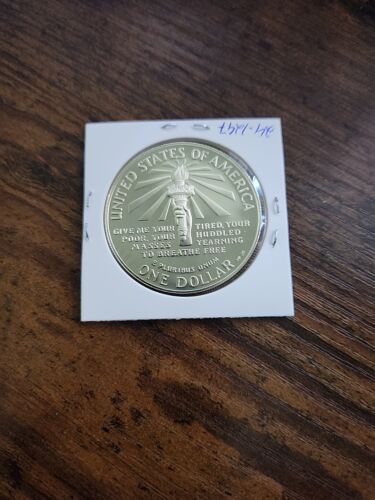 UNITED STATES OF AMERICA
GIVE ME YOUR TIRED, YOUR
POOR, YOUR HUDDLED
MASSES YEARNING
TO BREATHE FREE
E PLURIBUS UNUM
ONE DOLLAR